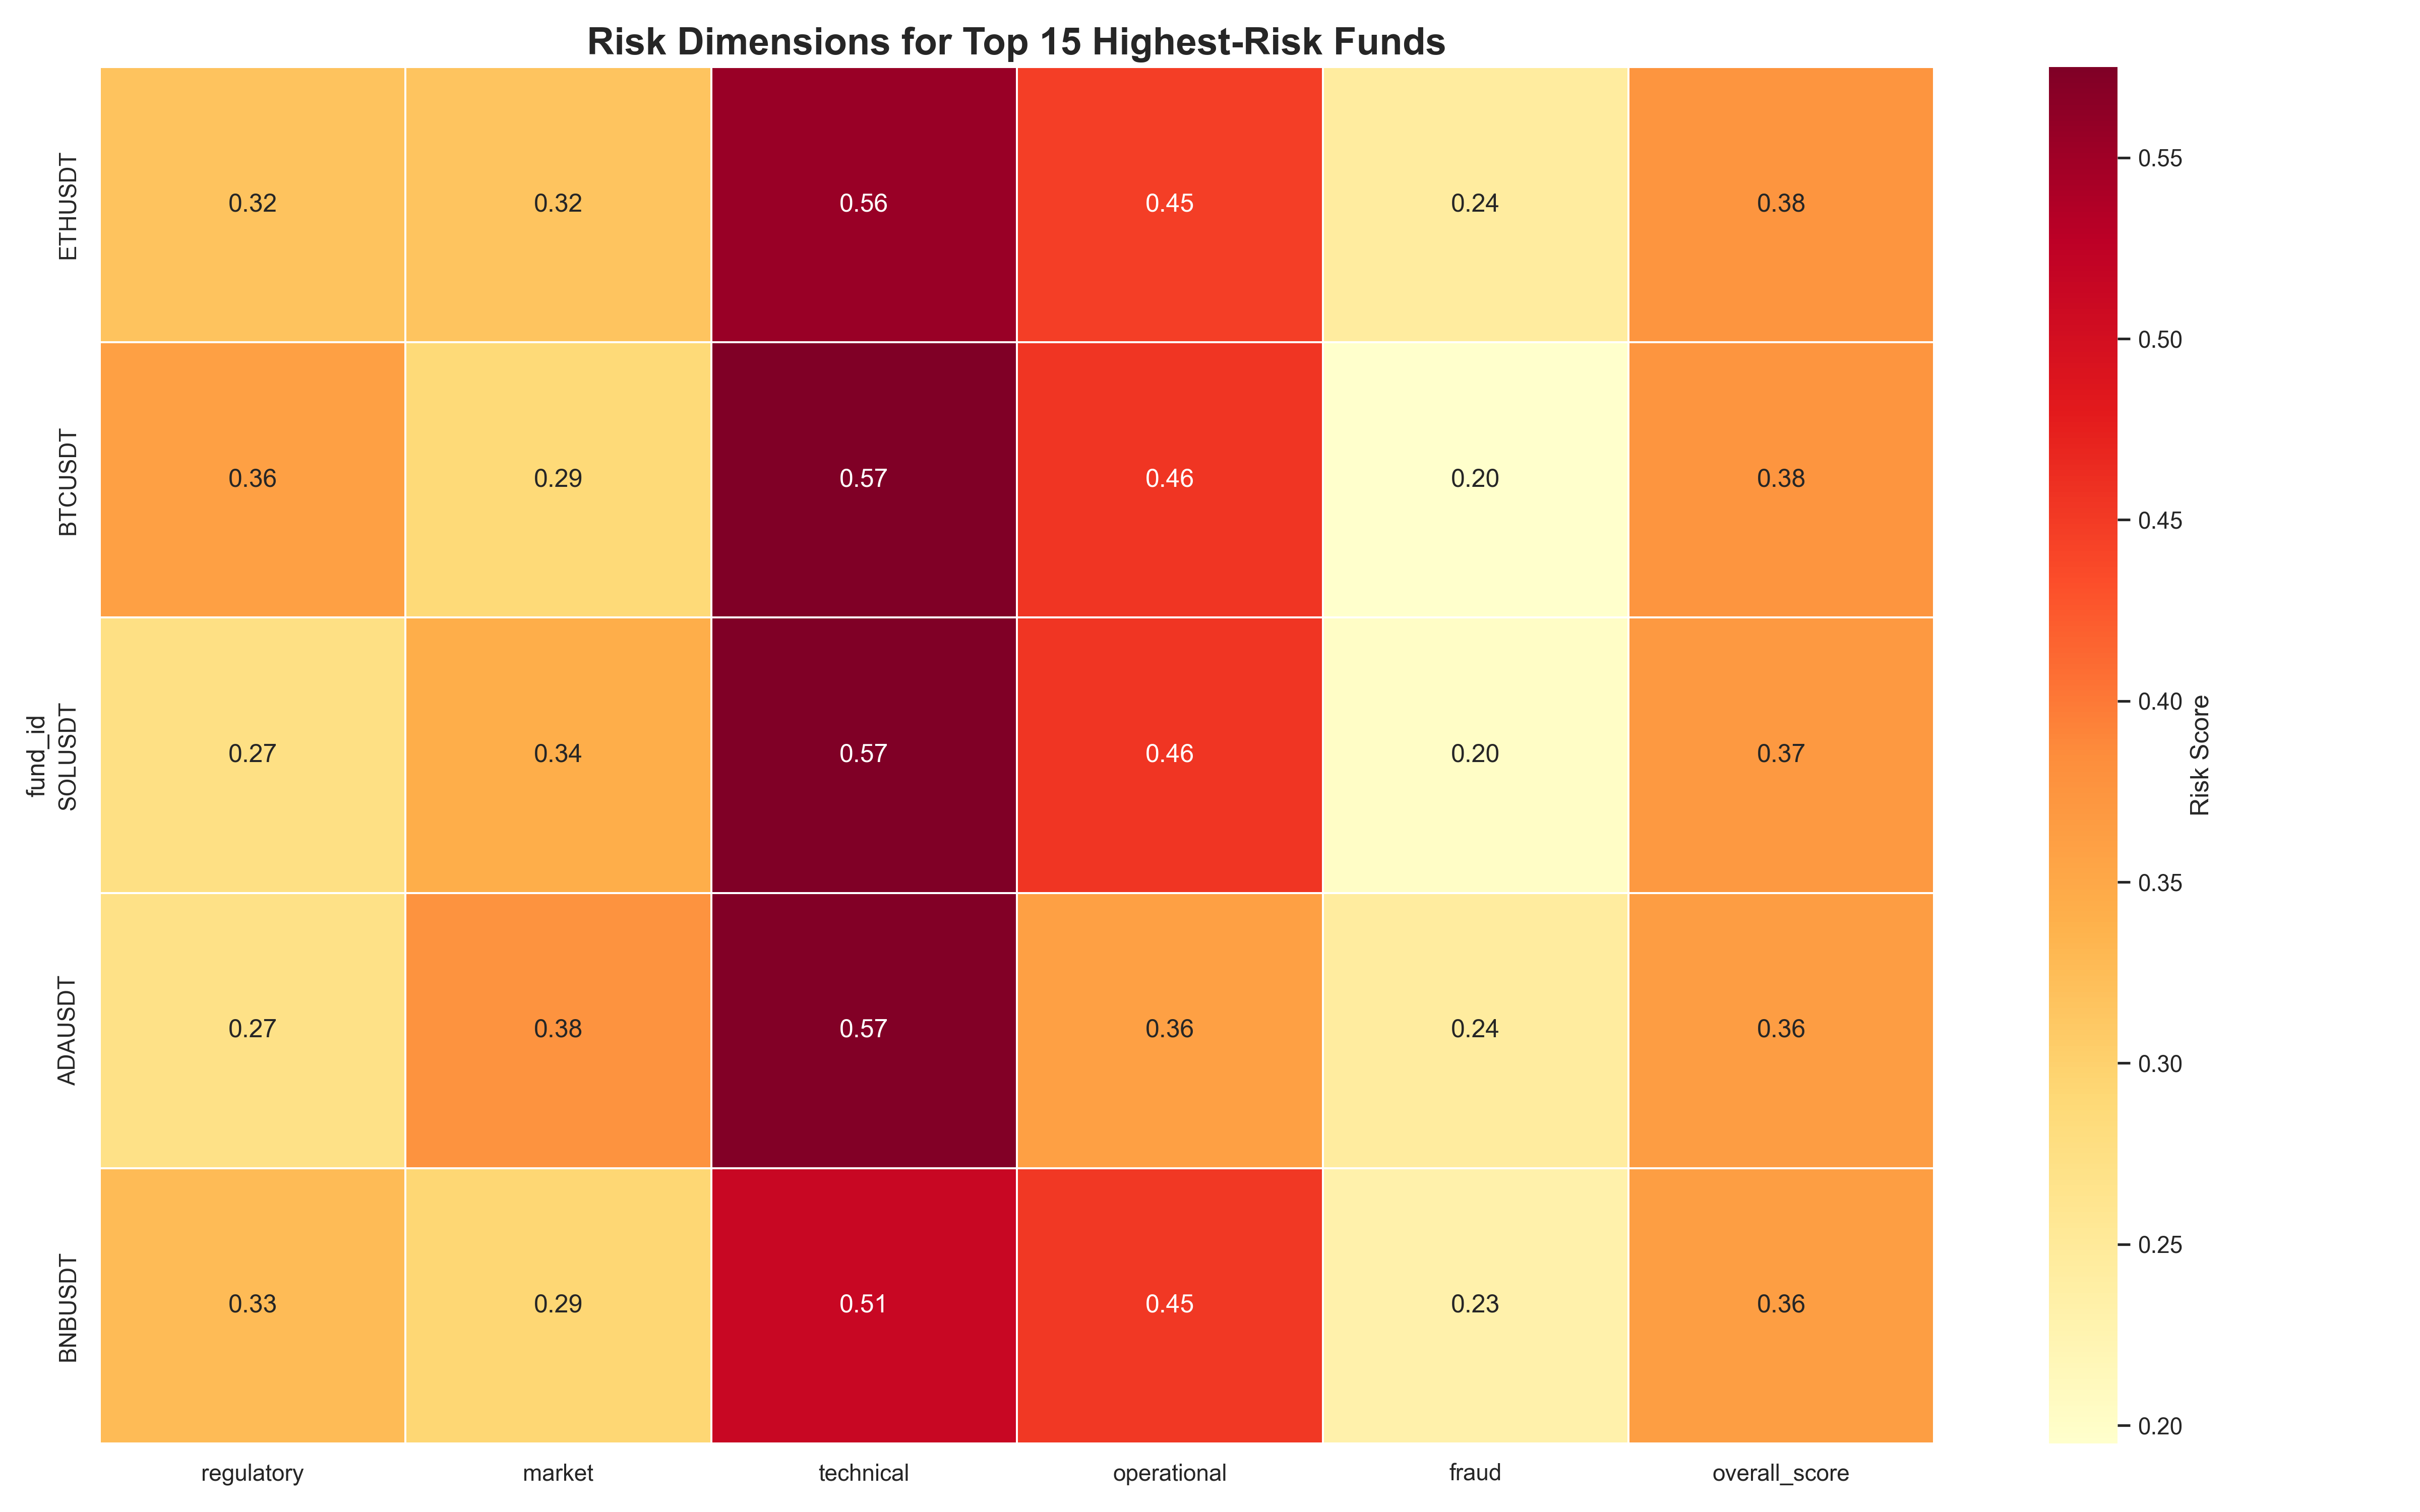 Risk Dimensions for Top 15 Highest-Risk Funds
fund_id
ETHUSDT
0.32 0.32 0.56 0.45 0.24 0.38
BTCUSDT
0.36 0.29 0.57 0.46 0.20 0.38
SOLUSDT
0.27 0.34 0.57 0.46 0.20 0.37
ADAUSDT
0.27 0.38 0.57 0.36 0.24 0.36
BNBUSDT
0.33 0.29 0.51 0.45 0.23 0.36
regulatory market technical operational fraud overall_score
0.55
0.50
0.45
0.40
0.35
0.30
0.25
0.20
Risk Score